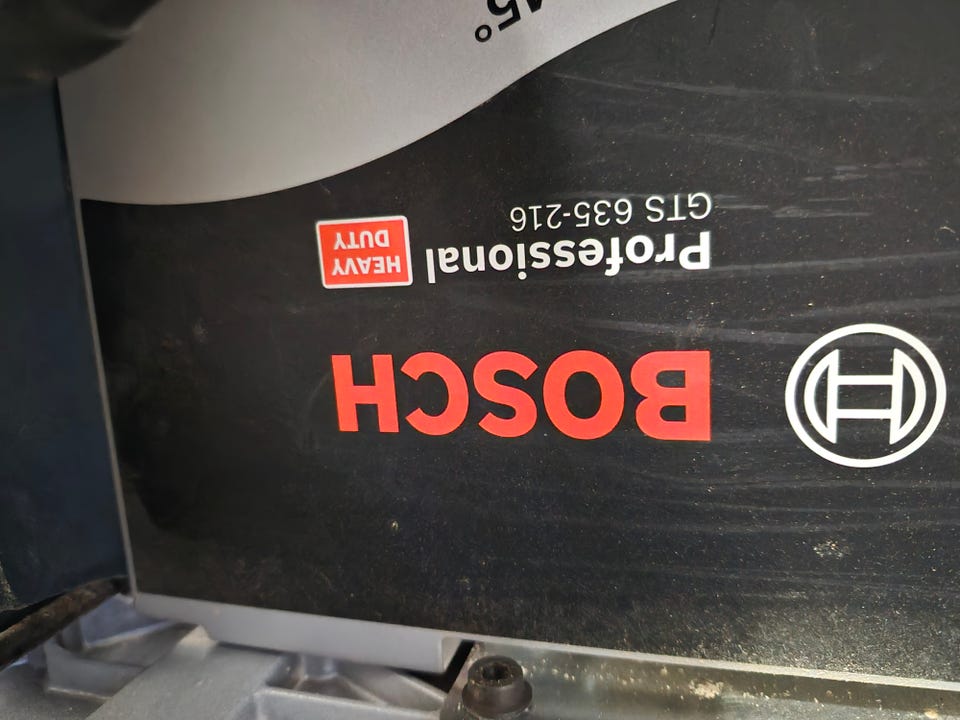 BOSCH
Professional
HEAVY
DUTY
GTS 635-216
45°